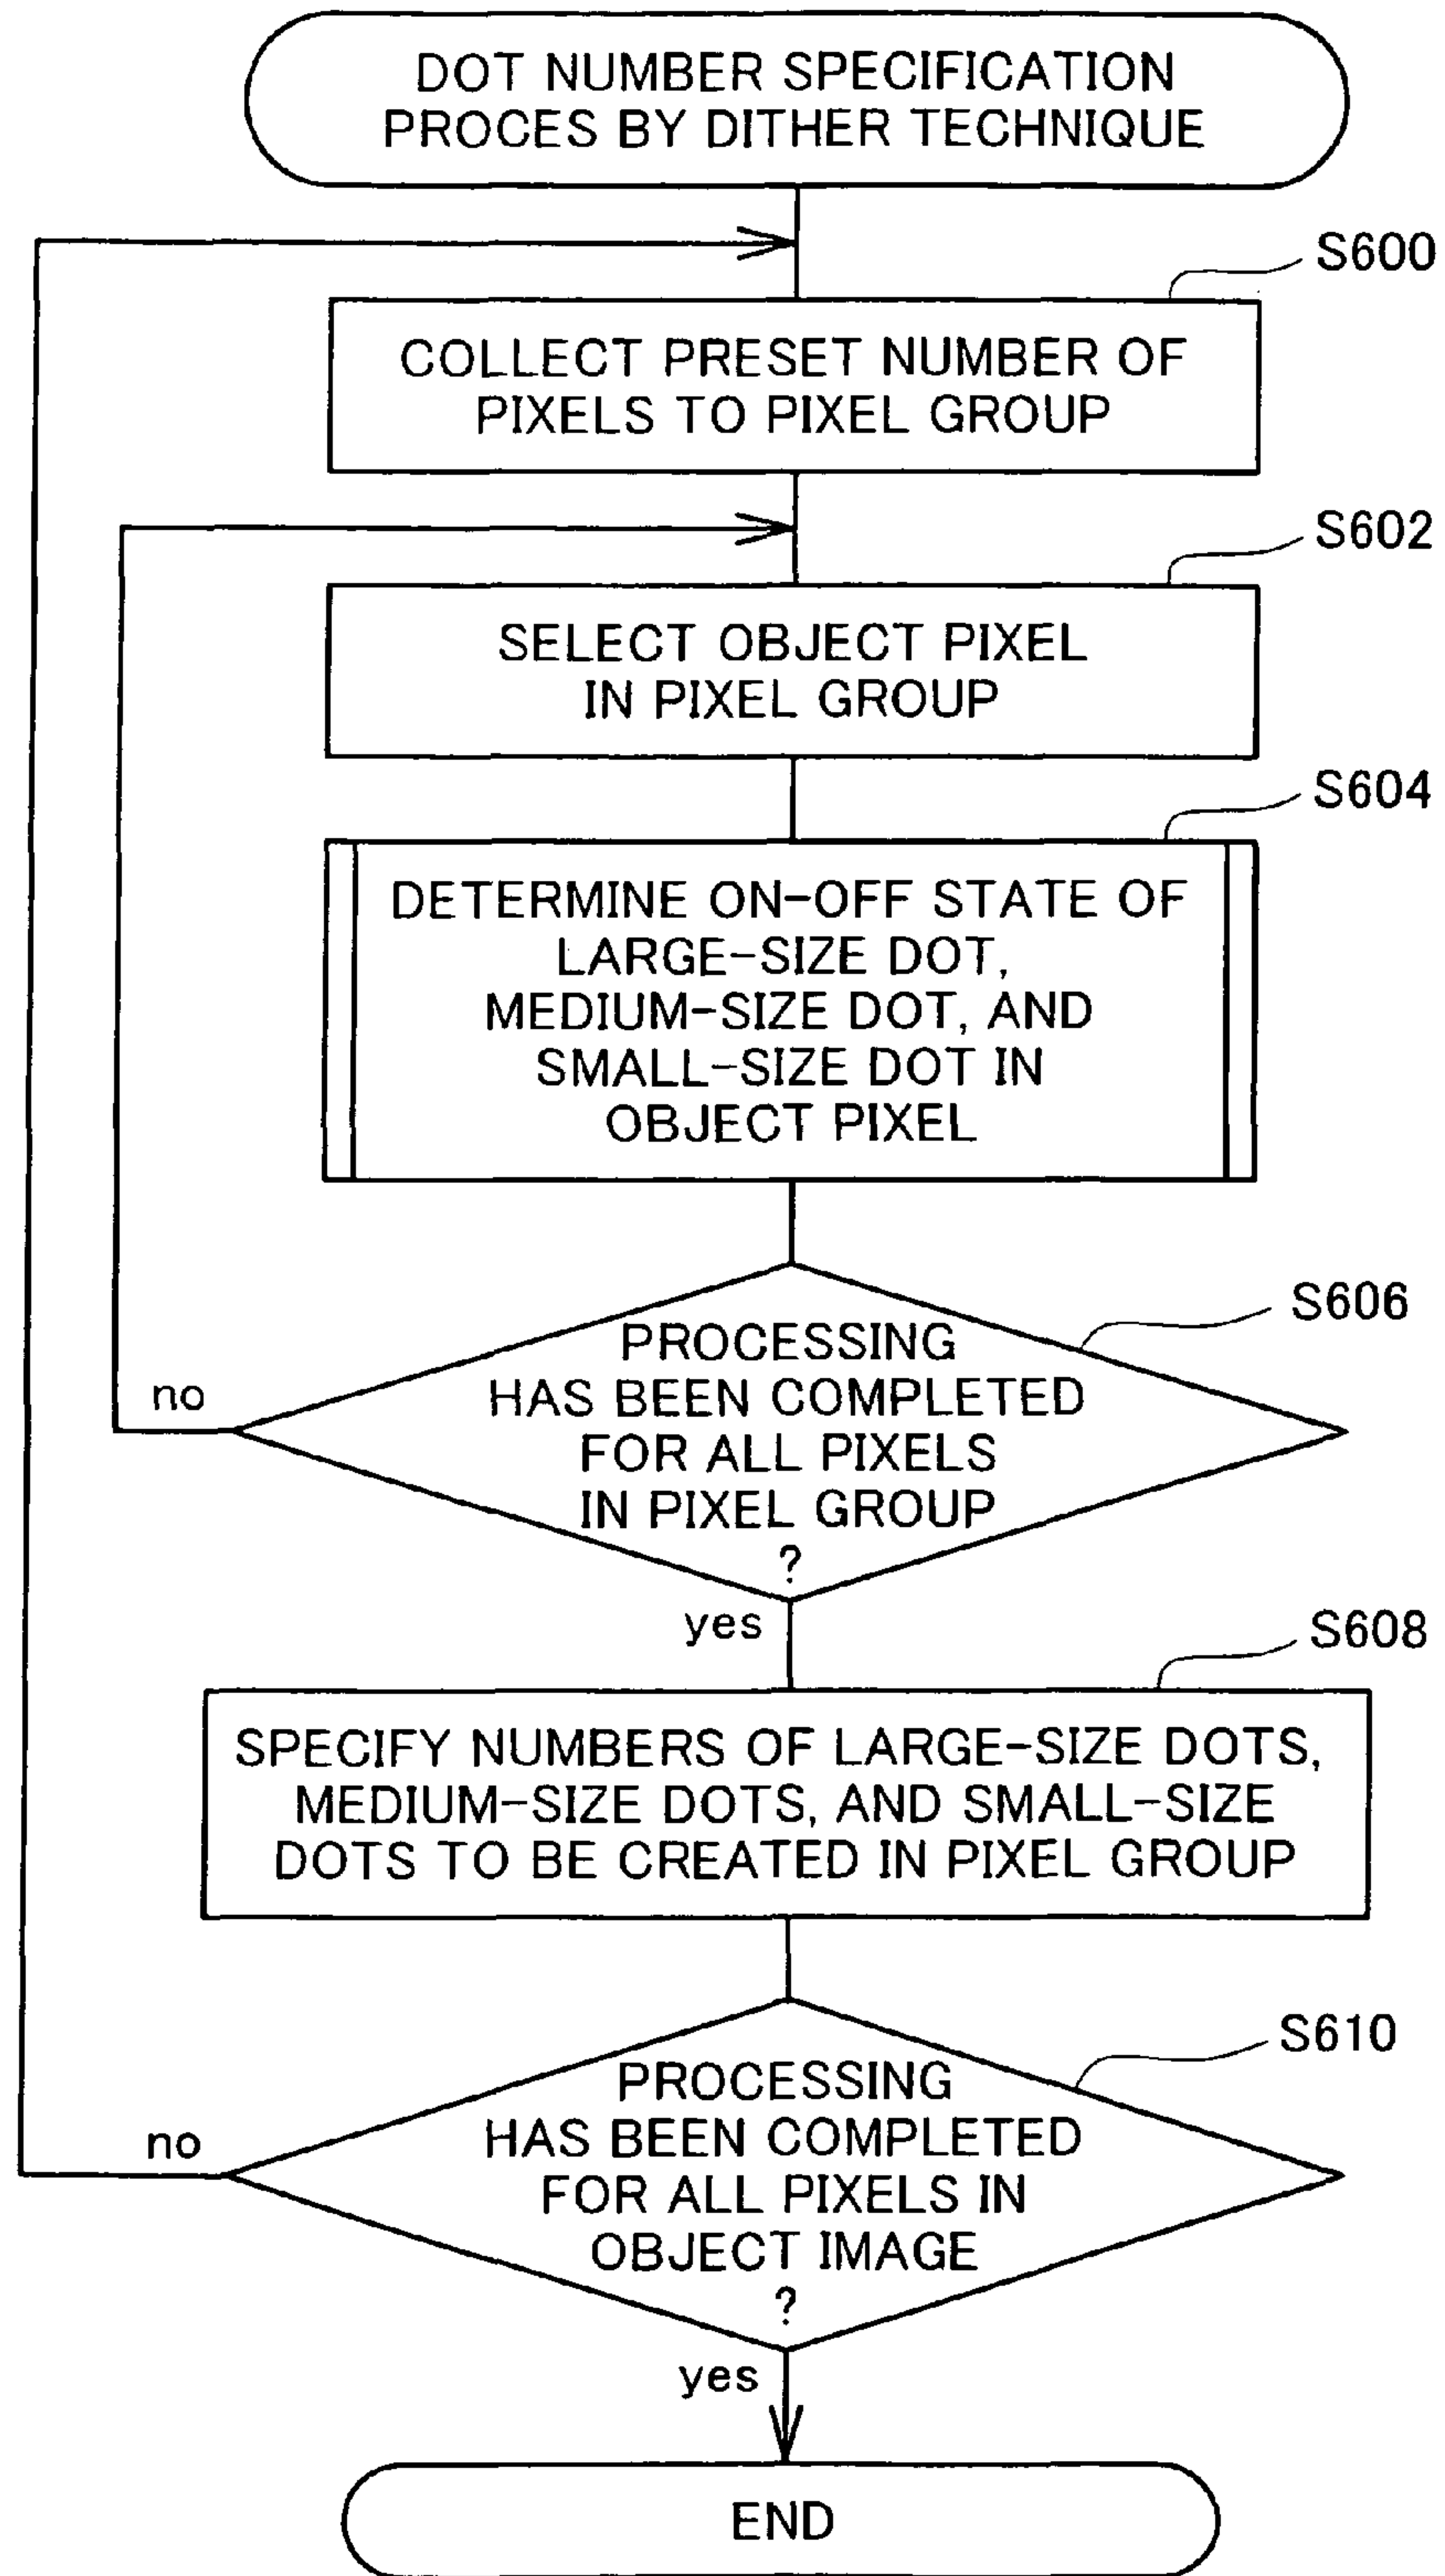 DOT NUMBER SPECIFICATION
PROCES BY DITHER TECHNIQUE
S600
COLLECT PRESET NUMBER OF
PIXELS TO PIXEL GROUP
S602
SELECT OBJECT PIXEL
IN PIXEL GROUP
S604
DETERMINE ON-OFF STATE OF
LARGE-SIZE DOT,
MEDIUM-SIZE DOT, AND
SMALL-SIZE DOT IN
OBJECT PIXEL
S606
PROCESSING
HAS BEEN COMPLETED
FOR ALL PIXELS
IN PIXEL GROUP
?
no
yes
S608
SPECIFY NUMBERS OF LARGE-SIZE DOTS,
MEDIUM-SIZE DOTS, AND SMALL-SIZE
DOTS TO BE CREATED IN PIXEL GROUP
S610
PROCESSING
HAS BEEN COMPLETED
FOR ALL PIXELS IN
OBJECT IMAGE
?
no
yes
END